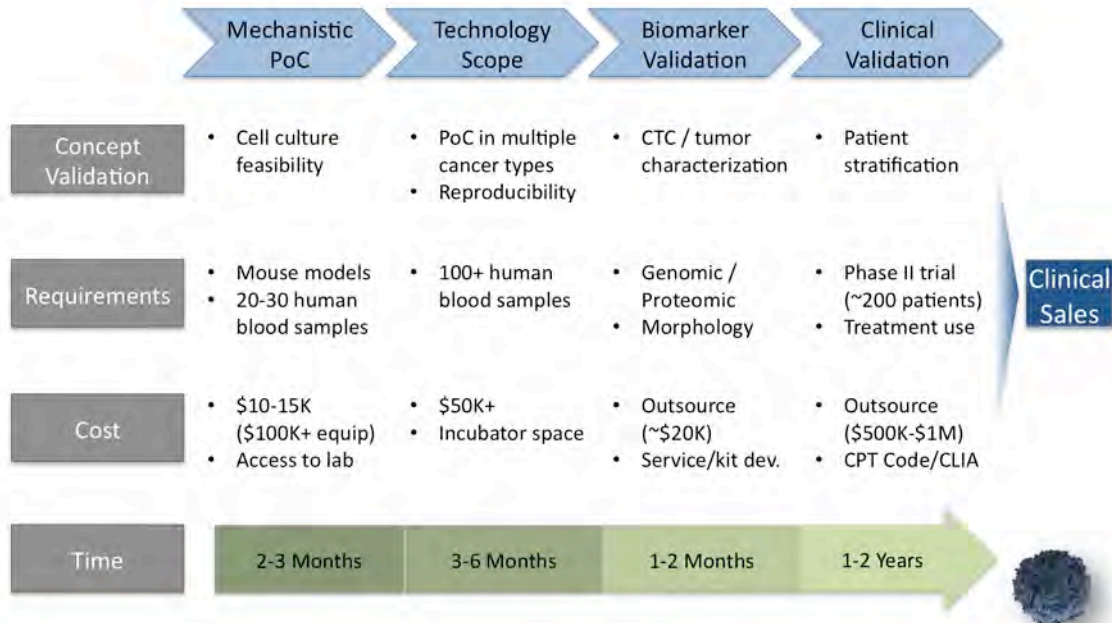 Mechanistic
PoC
Technology
Scope
Biomarker
Validation
Clinical
Validation
Concept
Validation
• Cell culture
feasibility
• PoC in multiple
cancer types
• Reproducibility
• CTC / tumor
characterization
• Patient
stratification
Requirements
• Mouse models
• 20-30 human
blood samples
• 100+ human
blood samples
• Genomic /
Proteomic
• Morphology
• Phase II trial
(~200 patients)
• Treatment use
Clinical
Sales
Cost
• $10-15K
($100K+ equip)
• Access to lab
• $50K+
• Incubator space
• Outsource
(~$20K)
• Service/kit dev.
• Outsource
($500K-$1M)
• CPT Code/CLIA
Time
2-3 Months
3-6 Months
1-2 Months
1-2 Years